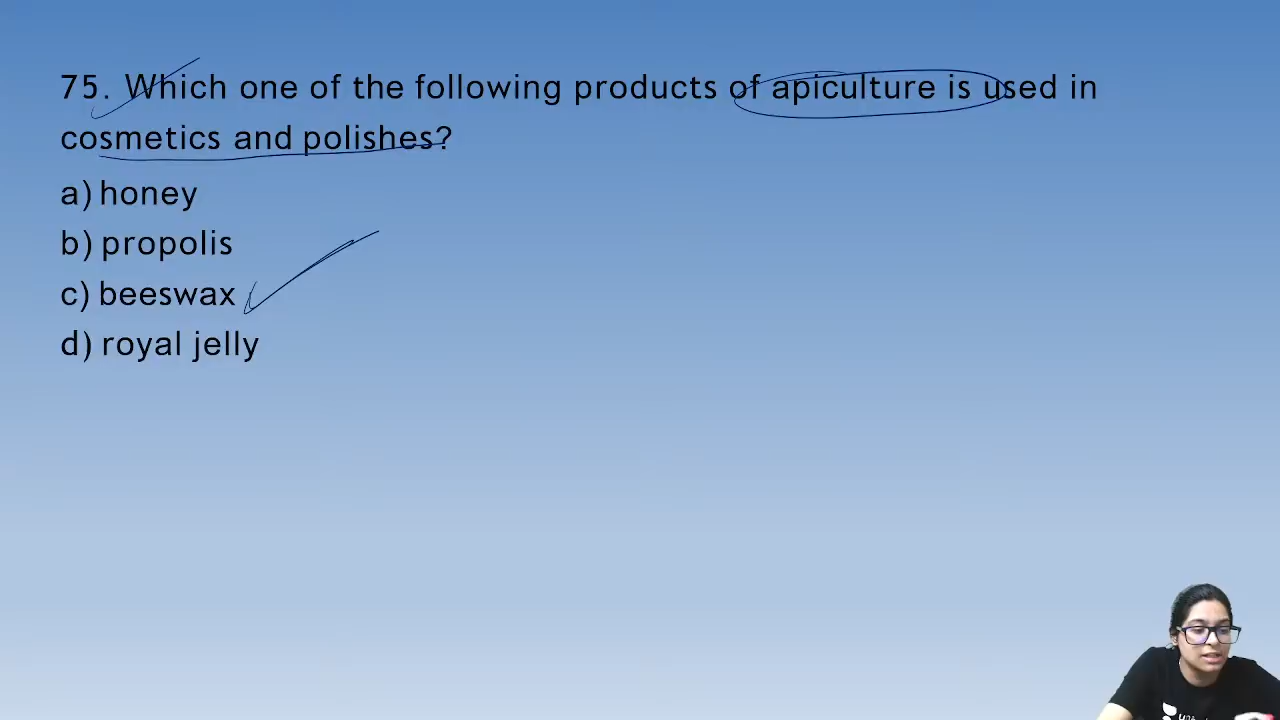 75. Which one of the following products of apiculture is used in
cosmetics and polishes?
a) honey
b) propolis
c) beeswax
d) royal jelly